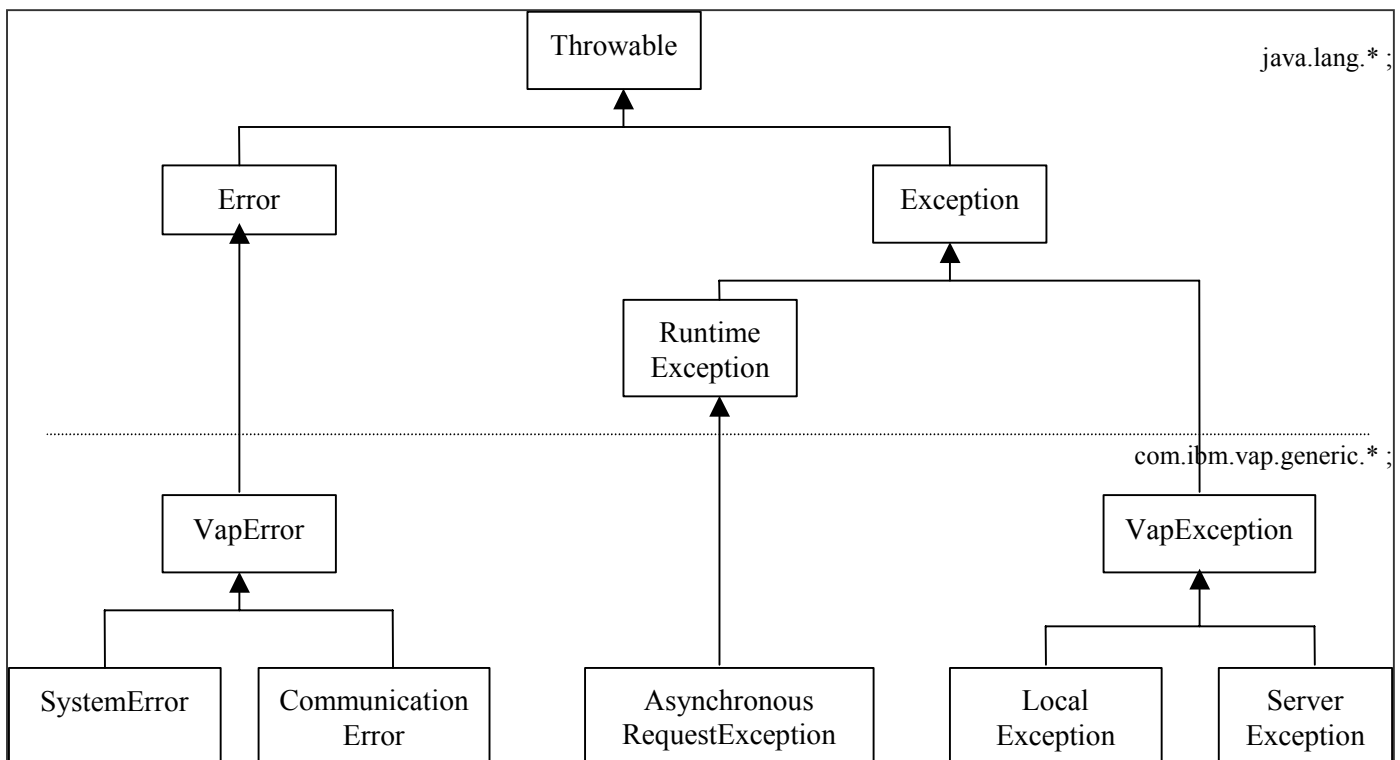 Throwable
java.lang.* ;
Error
Exception
Runtime
Exception
com.ibm.vap.generic.* ;
VapError
VapException
SystemError
Communication
Error
Asynchronous
RequestException
Local
Exception
Server
Exception